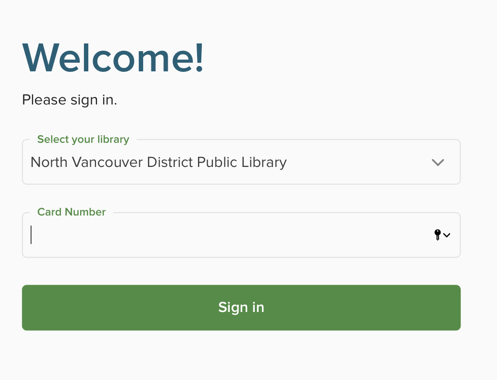 Welcome!
Please sign in.
Select your library
North Vancouver District Public Library
Card Number
Sign in